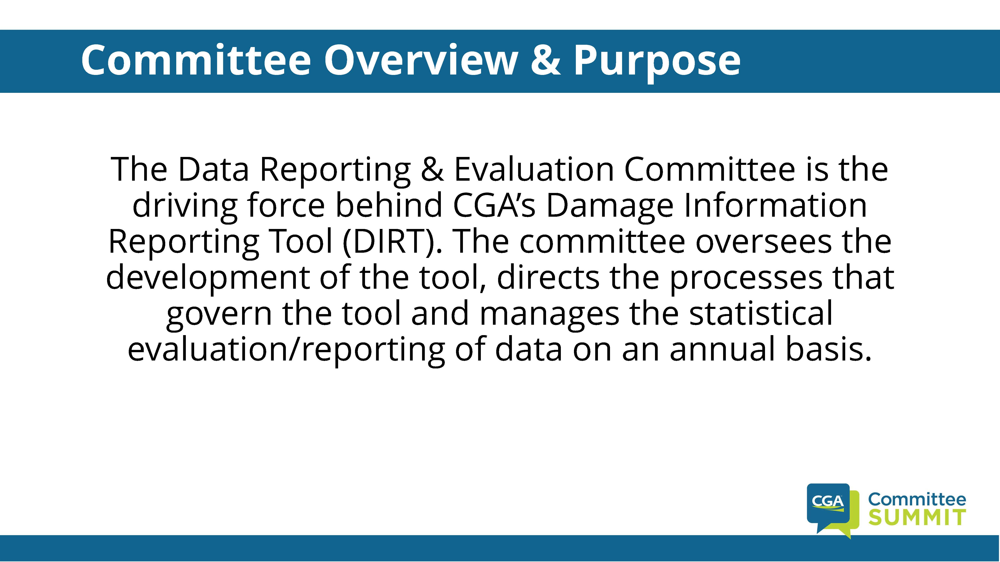 Committee Overview & Purpose
The Data Reporting & Evaluation Committee is the
driving force behind CGA’s Damage Information
Reporting Tool (DIRT). The committee oversees the
development of the tool, directs the processes that
govern the tool and manages the statistical
evaluation/reporting of data on an annual basis.
CGA
Committee
SUMMIT